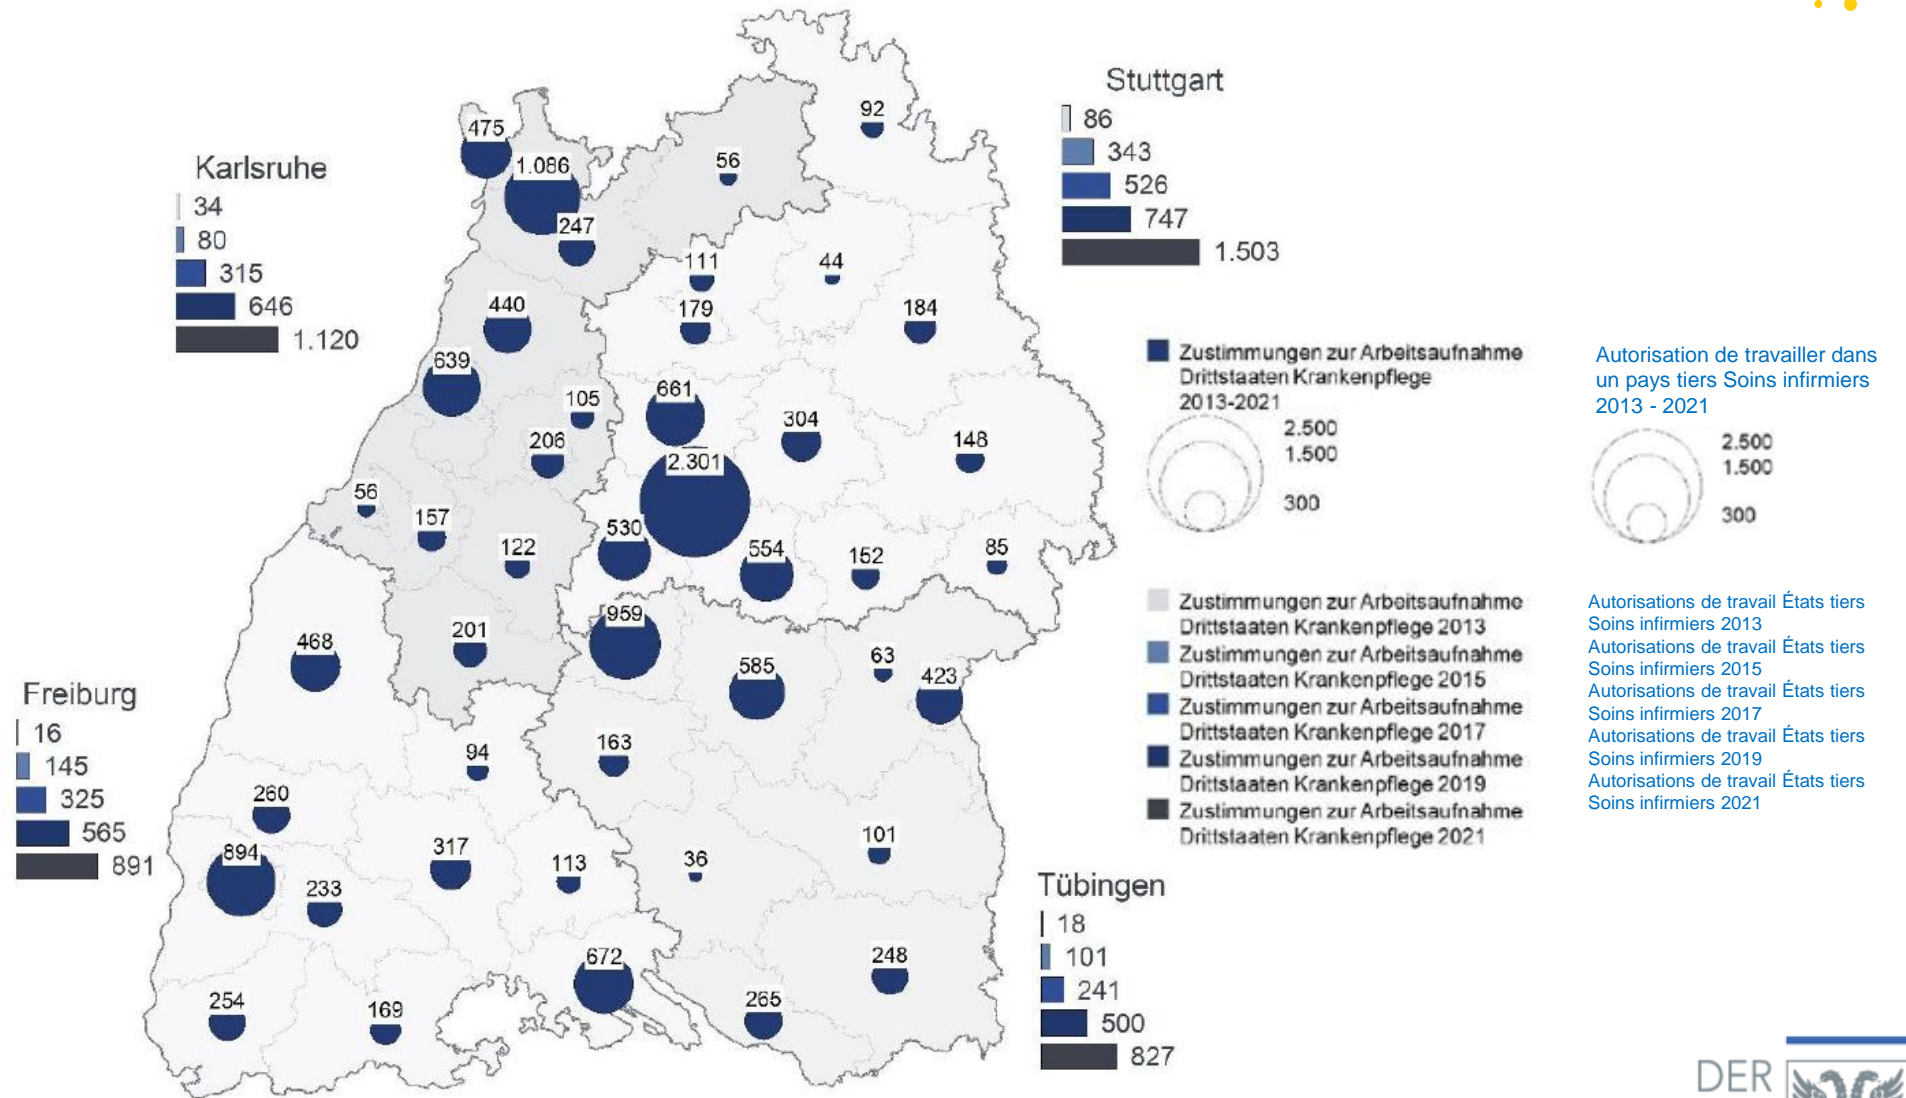 Stuttgart
86
343
526
747
1.503
Karlsruhe
34
80
315
646
1.120
92
475
1.086
56
247
111
44
440
179
184
639
105
661
304
206
2.301
148
56
157
530
122
554
152
85
959
468
201
585
63
423
94
163
260
894
317
113
36
101
233
672
248
254
169
265
Freiburg
16
145
325
565
891
Tübingen
18
101
241
500
827
Zustimmungen zur Arbeitsaufnahme
Drittstaaten Krankenpflege
2013-2021
2.500
1.500
300
Zustimmungen zur Arbeitsaufnahme
Drittstaaten Krankenpflege 2013
Zustimmungen zur Arbeitsaufnahme
Drittstaaten Krankenpflege 2015
Zustimmungen zur Arbeitsaufnahme
Drittstaaten Krankenpflege 2017
Zustimmungen zur Arbeitsaufnahme
Drittstaaten Krankenpflege 2019
Zustimmungen zur Arbeitsaufnahme
Drittstaaten Krankenpflege 2021
Autorisation de travailler dans
un pays tiers Soins infirmiers
2013 - 2021
2.500
1.500
300
Autorisations de travail États tiers
Soins infirmiers 2013
Autorisations de travail États tiers
Soins infirmiers 2015
Autorisations de travail États tiers
Soins infirmiers 2017
Autorisations de travail États tiers
Soins infirmiers 2019
Autorisations de travail États tiers
Soins infirmiers 2021
DER